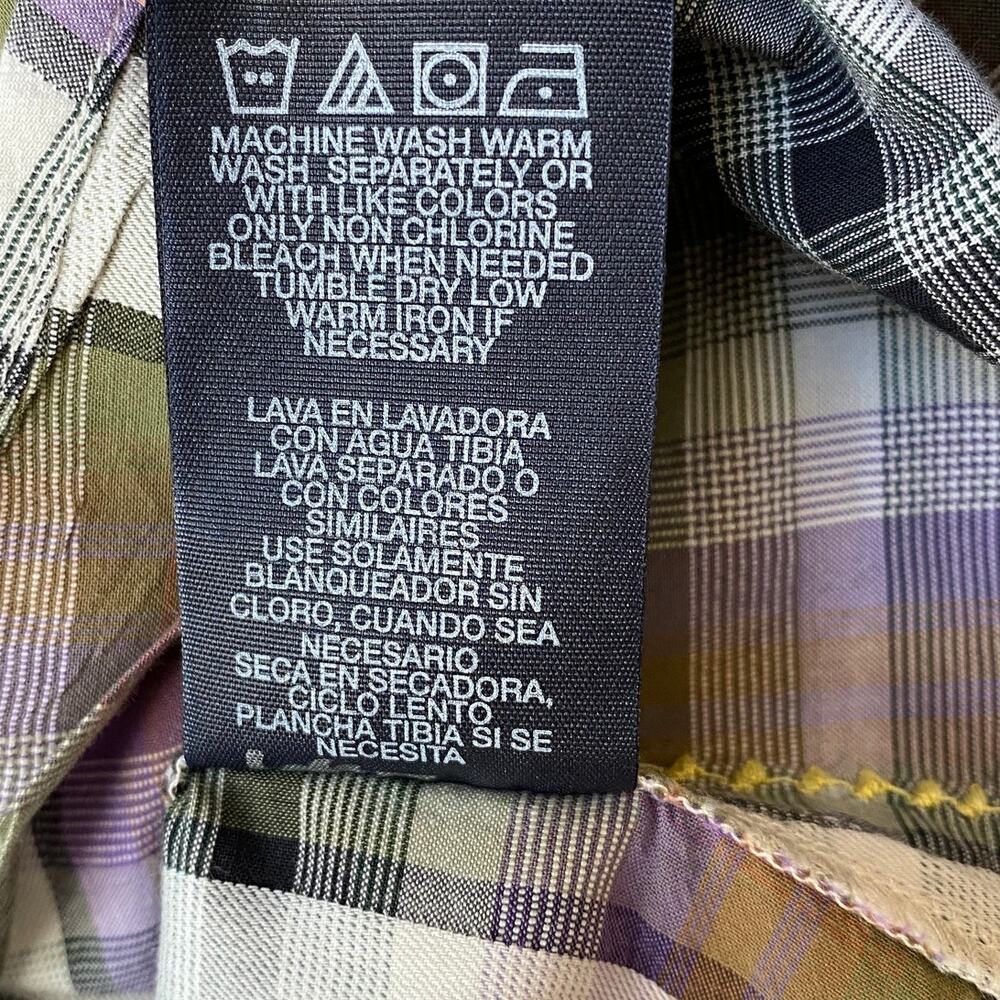 MACHINE WASH WARM
WASH SEPARATELY OR
WITH LIKE COLORS
ONLY NON CHLORINE
BLEACH WHEN NEEDED
TUMBLE DRY LOW
WARM IRON IF
NECESSARY
LAVA EN LAVADORA
CON AGUA TIBIA
LAVA SEPARADO O
CON COLORES
SIMILAIRES
USE SOLAMENTE
BLANQUEADOR SIN
CLORO, CUANDO SEA
NECESARIO
SECA EN SECADORA,
CICLO LENTO
PLANCHA TIBIA SI SE
NECESITA